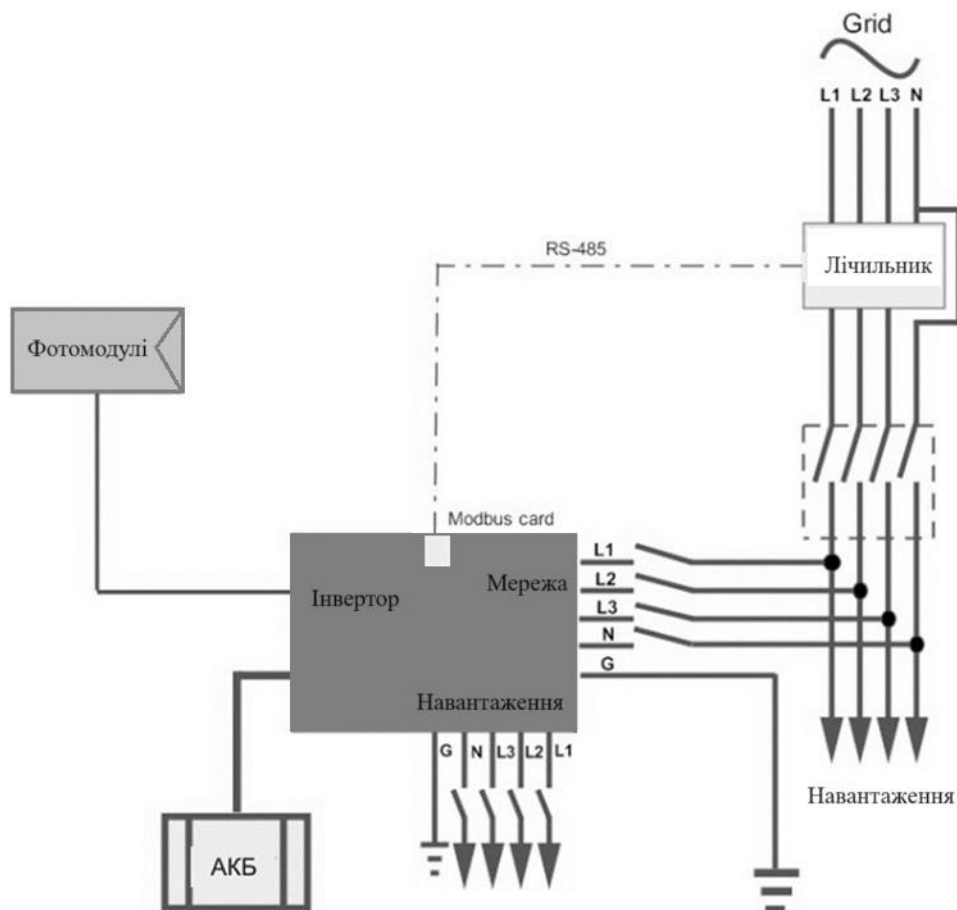 Grid
L1 L2 L3 N
RS-485
Лічильник
Фотомодулі
Modbus card
L1
Інвертор
Мережа
L2
L3
N
G
Навантаження
G N L3 L2 L1
Навантаження
АКБ